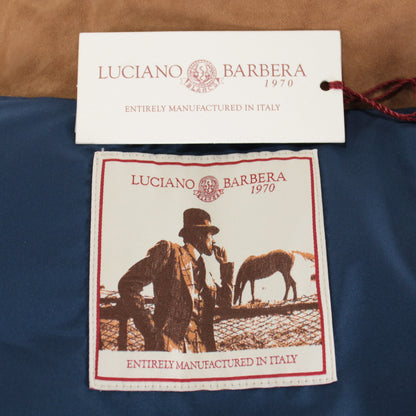 LUCIANO BARBERA
1970
ENTIRELY MANUFACTURED IN ITALY
LUCIANO BARBERA
1970
ENTIRELY MANUFACTURED IN ITALY